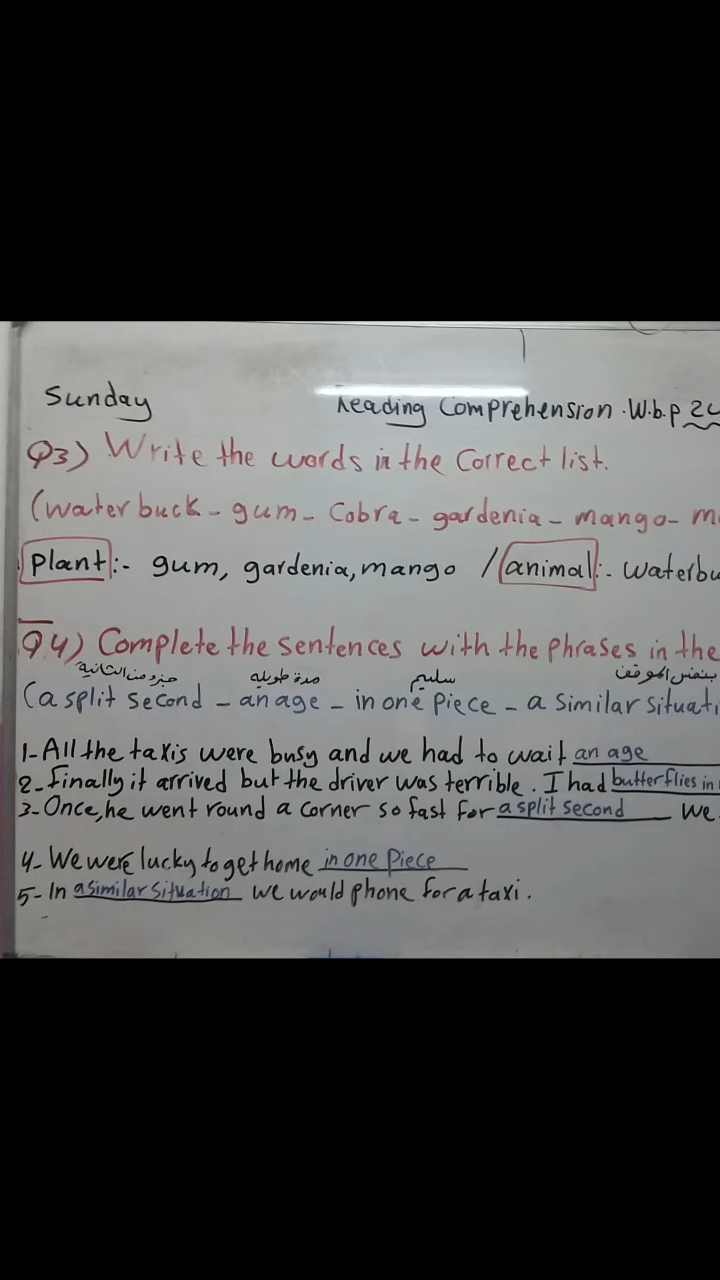 Sunday
Reading Comprehension . W.b.p
Q3) Write the words in the Correct list.
(waterbuck - gum - Cobra - gardenia - mango -
Plant :- gum, gardenia, mango / animal :- waterbu
Q4) Complete the sentences with the phrases in the
جزء من الثانية مدة طويله سليم بنفس الموقف
(a split second - an age - in one piece - a similar situati
1- All the taxis were busy and we had to wait an age
2- finally it arrived but the driver was terrible. I had butterflies in
3- Once, he went round a corner so fast for a split second we
4- We were lucky to get home in one piece
5- In a similar situation we would phone for a taxi.